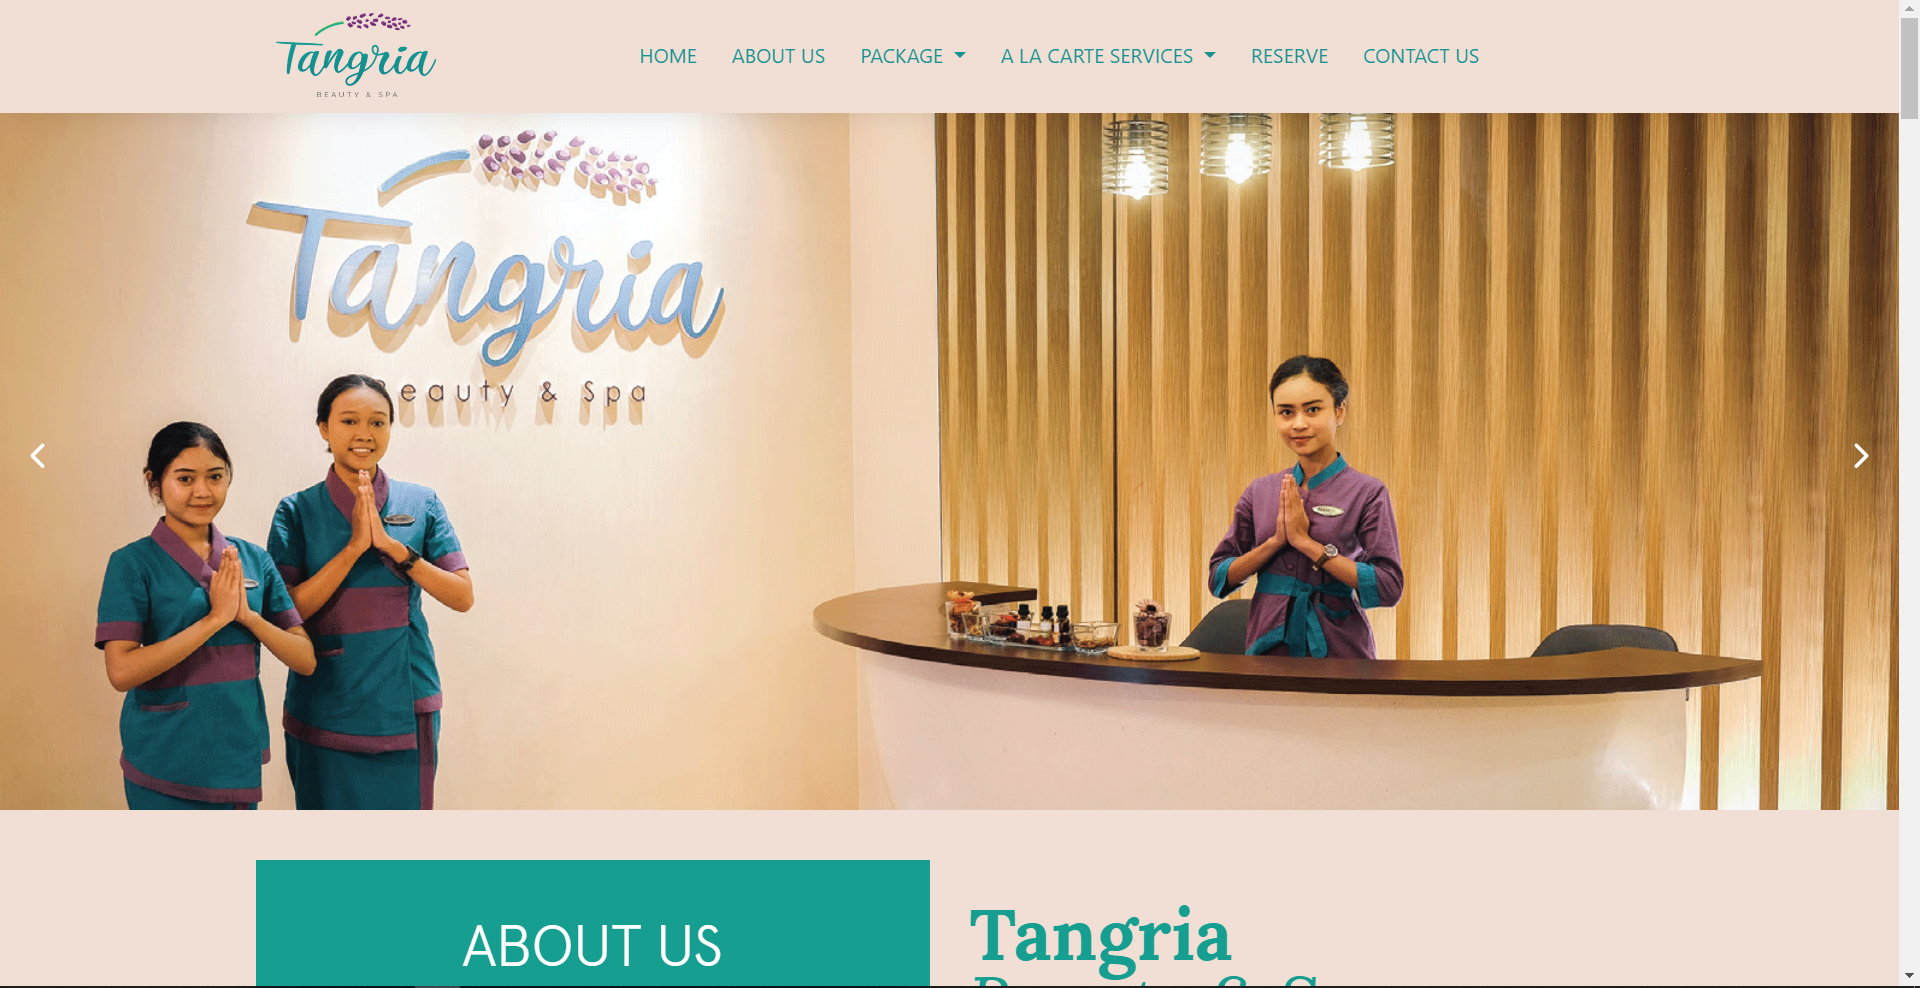 Tangria
BEAUTY & SPA
HOME
ABOUT US
PACKAGE
A LA CARTE SERVICES
RESERVE
CONTACT US
Tangria
Beauty & Spa
ABOUT US
Tangria